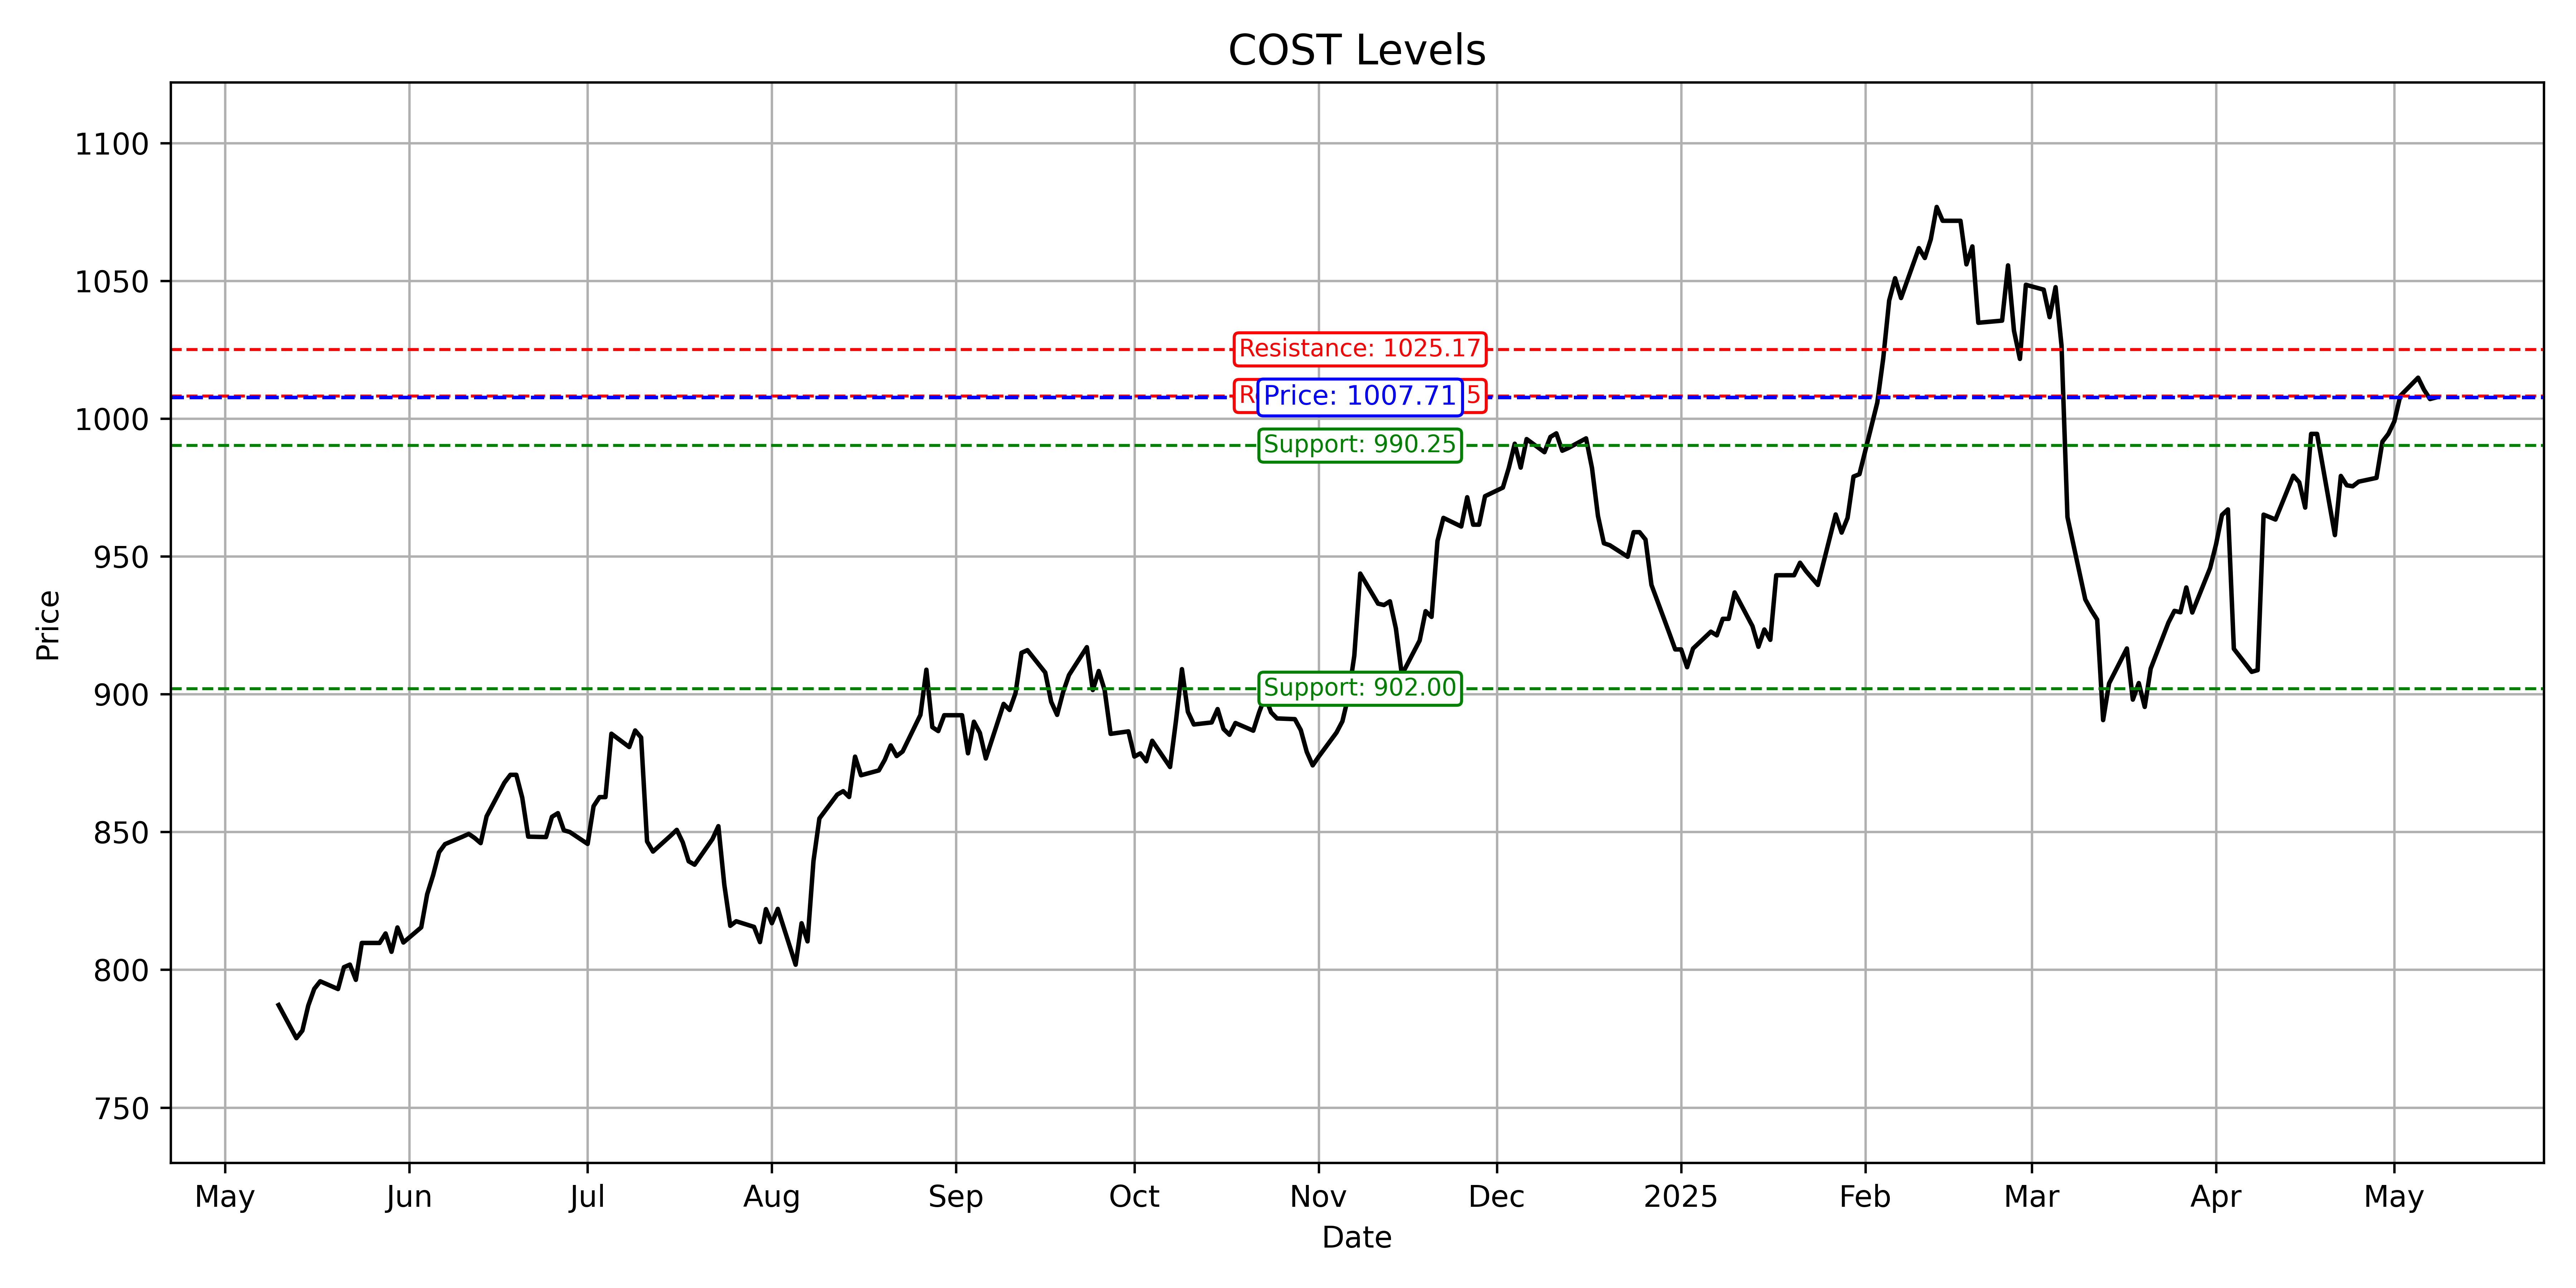 COST Levels
1100
1050
1000
950
900
850
800
750
Price
Resistance: 1025.17
Price: 1007.71
Support: 990.25
Support: 902.00
May Jun Jul Aug Sep Oct Nov Dec 2025 Feb Mar Apr May
Date